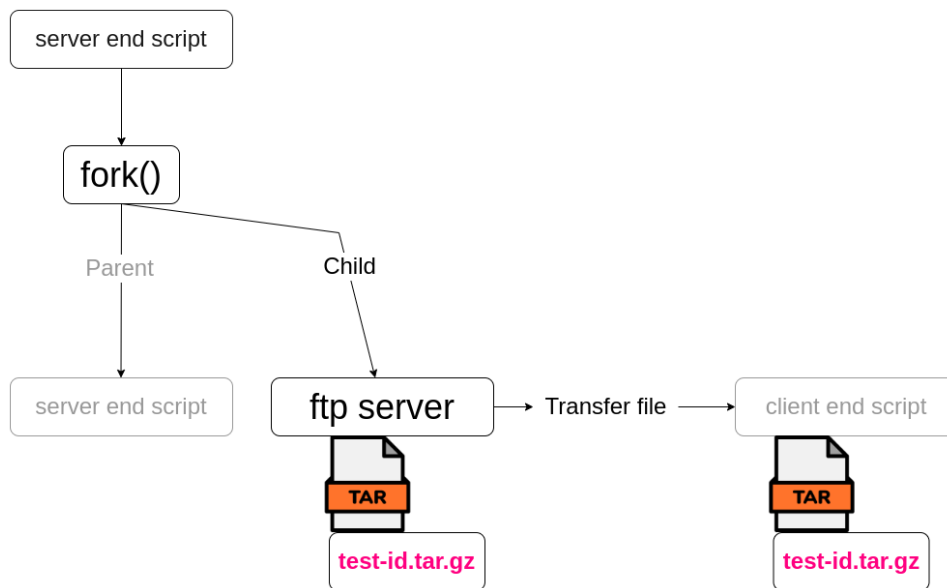 server end script
fork()
Parent
Child
server end script
ftp server
Transfer file
client end script
TAR
TAR
test-id.tar.gz
test-id.tar.gz